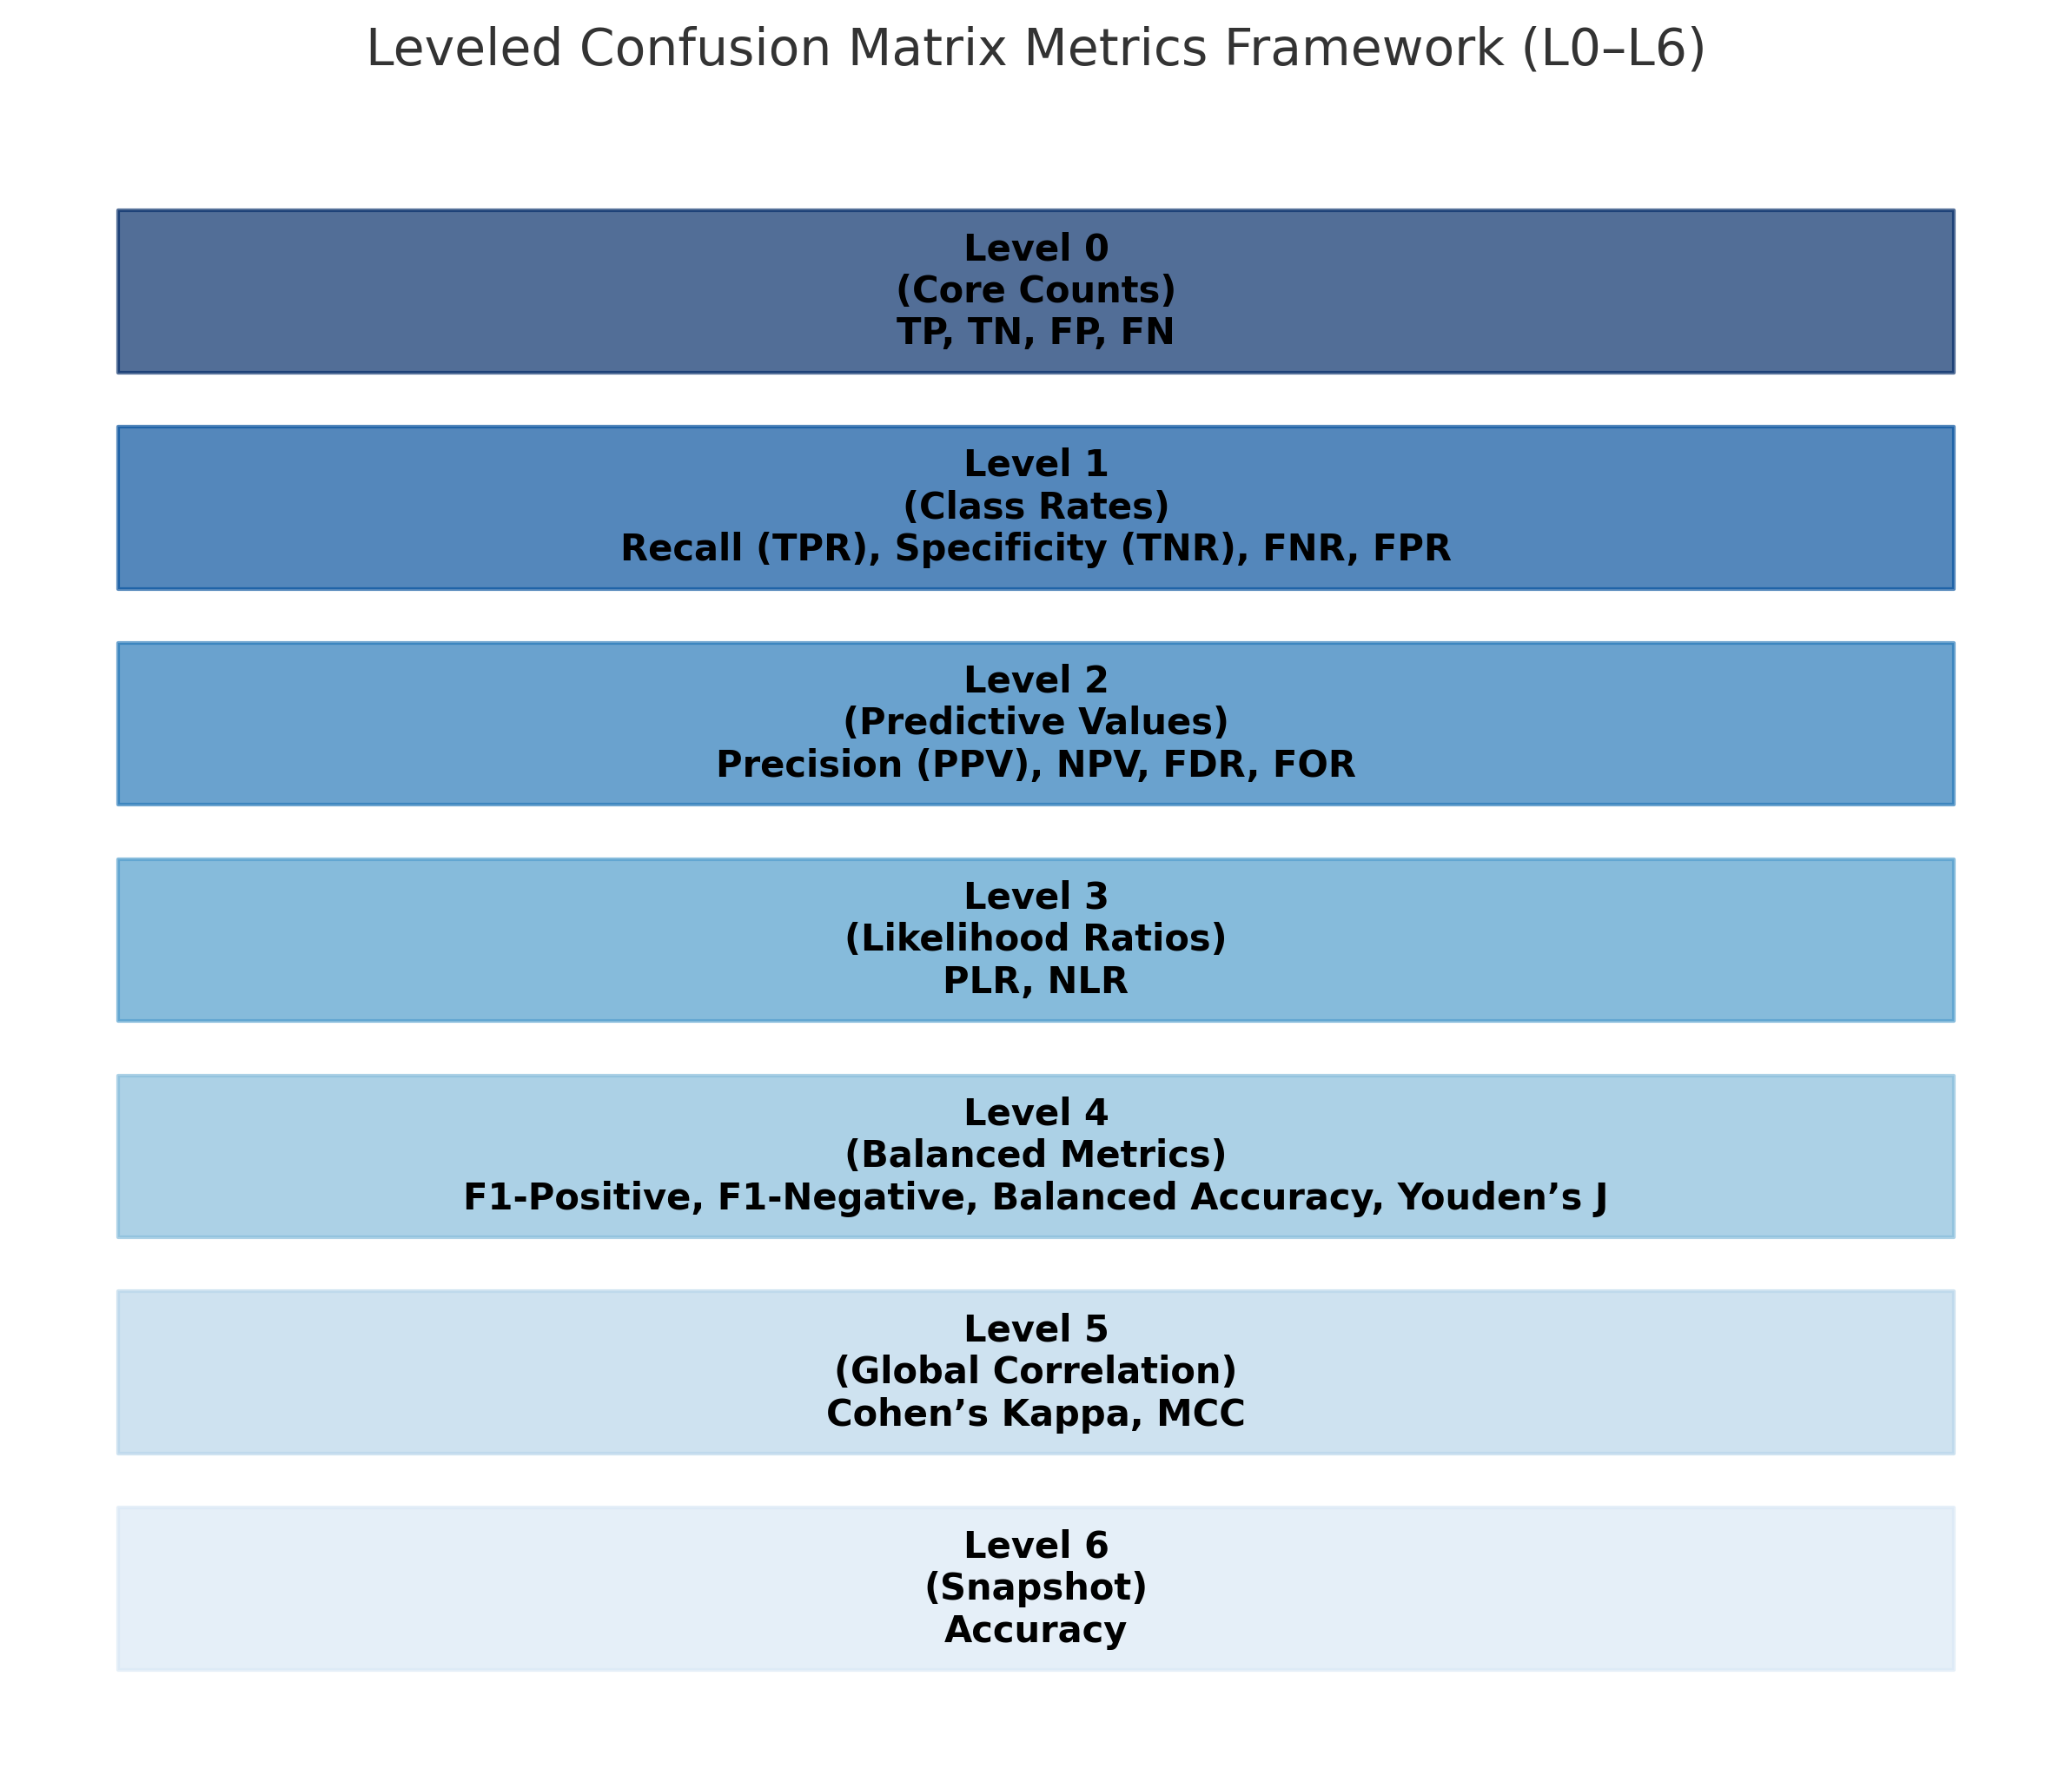 Leveled Confusion Matrix Metrics Framework (L0–L6)
Level 0
(Core Counts)
TP, TN, FP, FN
Level 1
(Class Rates)
Recall (TPR), Specificity (TNR), FNR, FPR
Level 2
(Predictive Values)
Precision (PPV), NPV, FDR, FOR
Level 3
(Likelihood Ratios)
PLR, NLR
Level 4
(Balanced Metrics)
F1-Positive, F1-Negative, Balanced Accuracy, Youden’s J
Level 5
(Global Correlation)
Cohen’s Kappa, MCC
Level 6
(Snapshot)
Accuracy